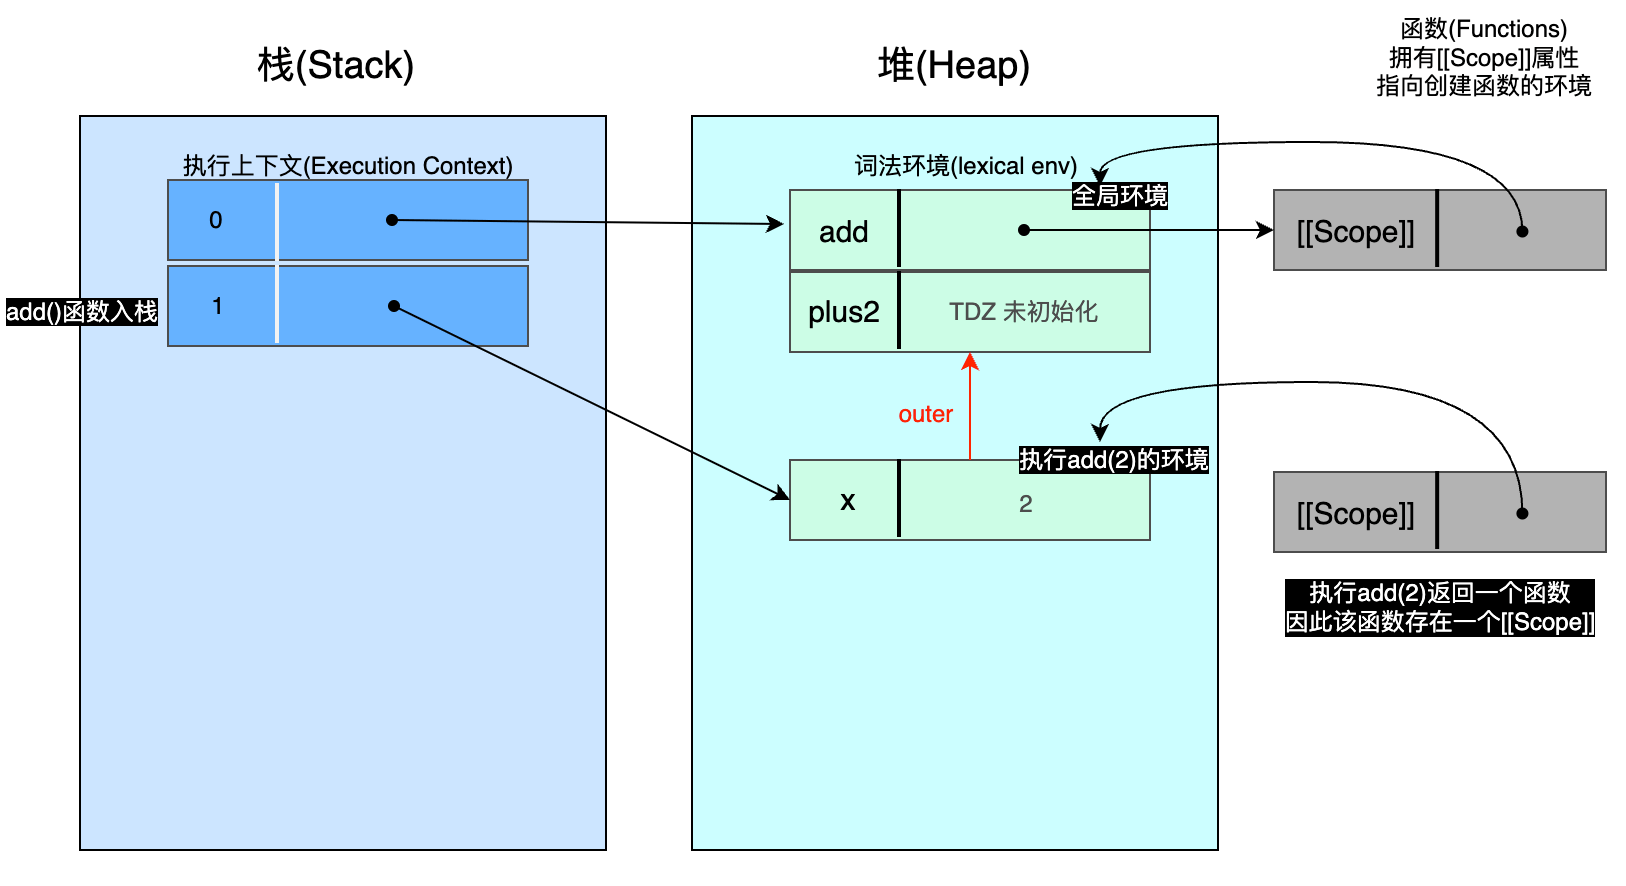 栈(Stack)
堆(Heap)
函数(Functions)
拥有[[Scope]]属性
指向创建函数的环境
执行上下文(Execution Context)
0
1
add()函数入栈
词法环境(lexical env)
全局环境
add
plus2
TDZ 未初始化
[[Scope]]
outer
执行add(2)的环境
x
2
[[Scope]]
执行add(2)返回一个函数
因此该函数存在一个[[Scope]]